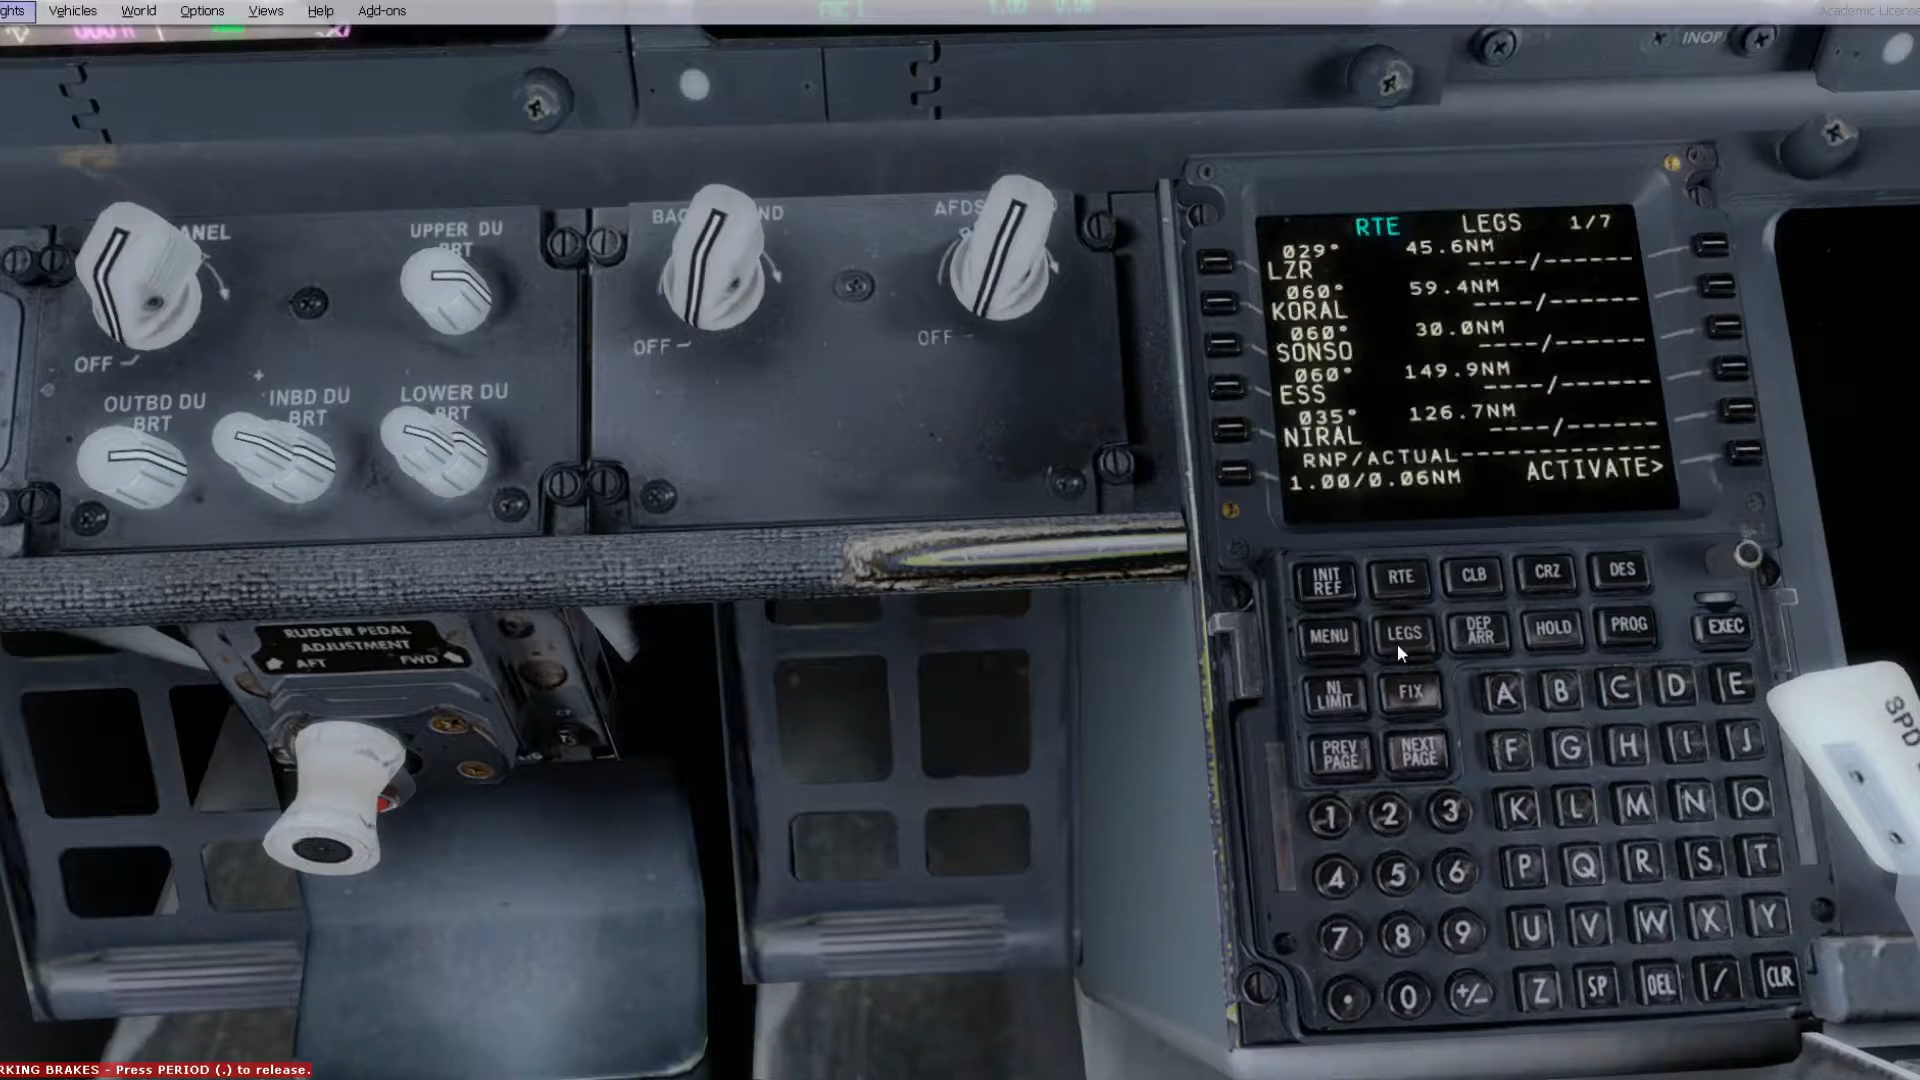 Vehicles World Options Views Help Add-ons
INOP
UPPER DU
BRT
OFF
OFF
OFF
OUTBD DU
BRT
INBD DU
BRT
LOWER DU
BRT
RUDDER PEDAL
ADJUSTMENT
AFT FWD
RTE LEGS 1/7
029° 45.6NM
LZR ----/------
060° 59.4NM
KORAL ----/------
060° 30.0NM
SONSO ----/------
060° 149.9NM
ESS ----/------
035° 126.7NM
NIRAL ----/------
RNP/ACTUAL--------------
1.00/0.06NM ACTIVATE>
INIT REF RTE CLB CRZ DES
MENU LEGS DEP ARR HOLD PROG EXEC
N1 LIMIT FIX A B C D E
PREV PAGE NEXT PAGE F G H I J
1 2 3 K L M N O
4 5 6 P Q R S T
7 8 9 U V W X Y
. 0 +/- Z SP DEL / CLR
SPD
RKING BRAKES - Press PERIOD (.) to release.